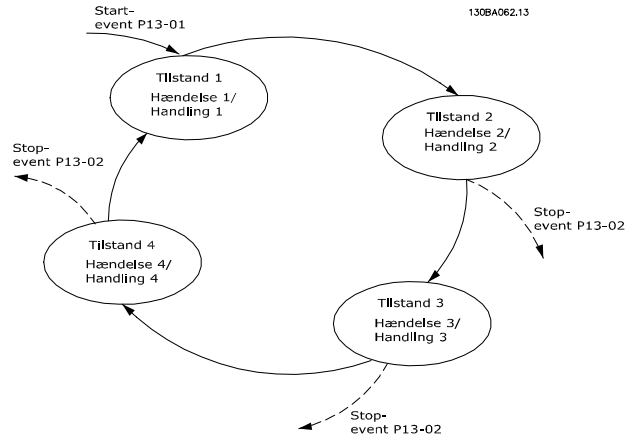 Start-
event P13-01
130BA062.13
Tilstand 1
Hændelse 1/
Handling 1
Tilstand 2
Hændelse 2/
Handling 2
Stop-
event P13-02
Stop-
event P13-02
Tilstand 4
Hændelse 4/
Handling 4
Tilstand 3
Hændelse 3/
Handling 3
Stop-
event P13-02